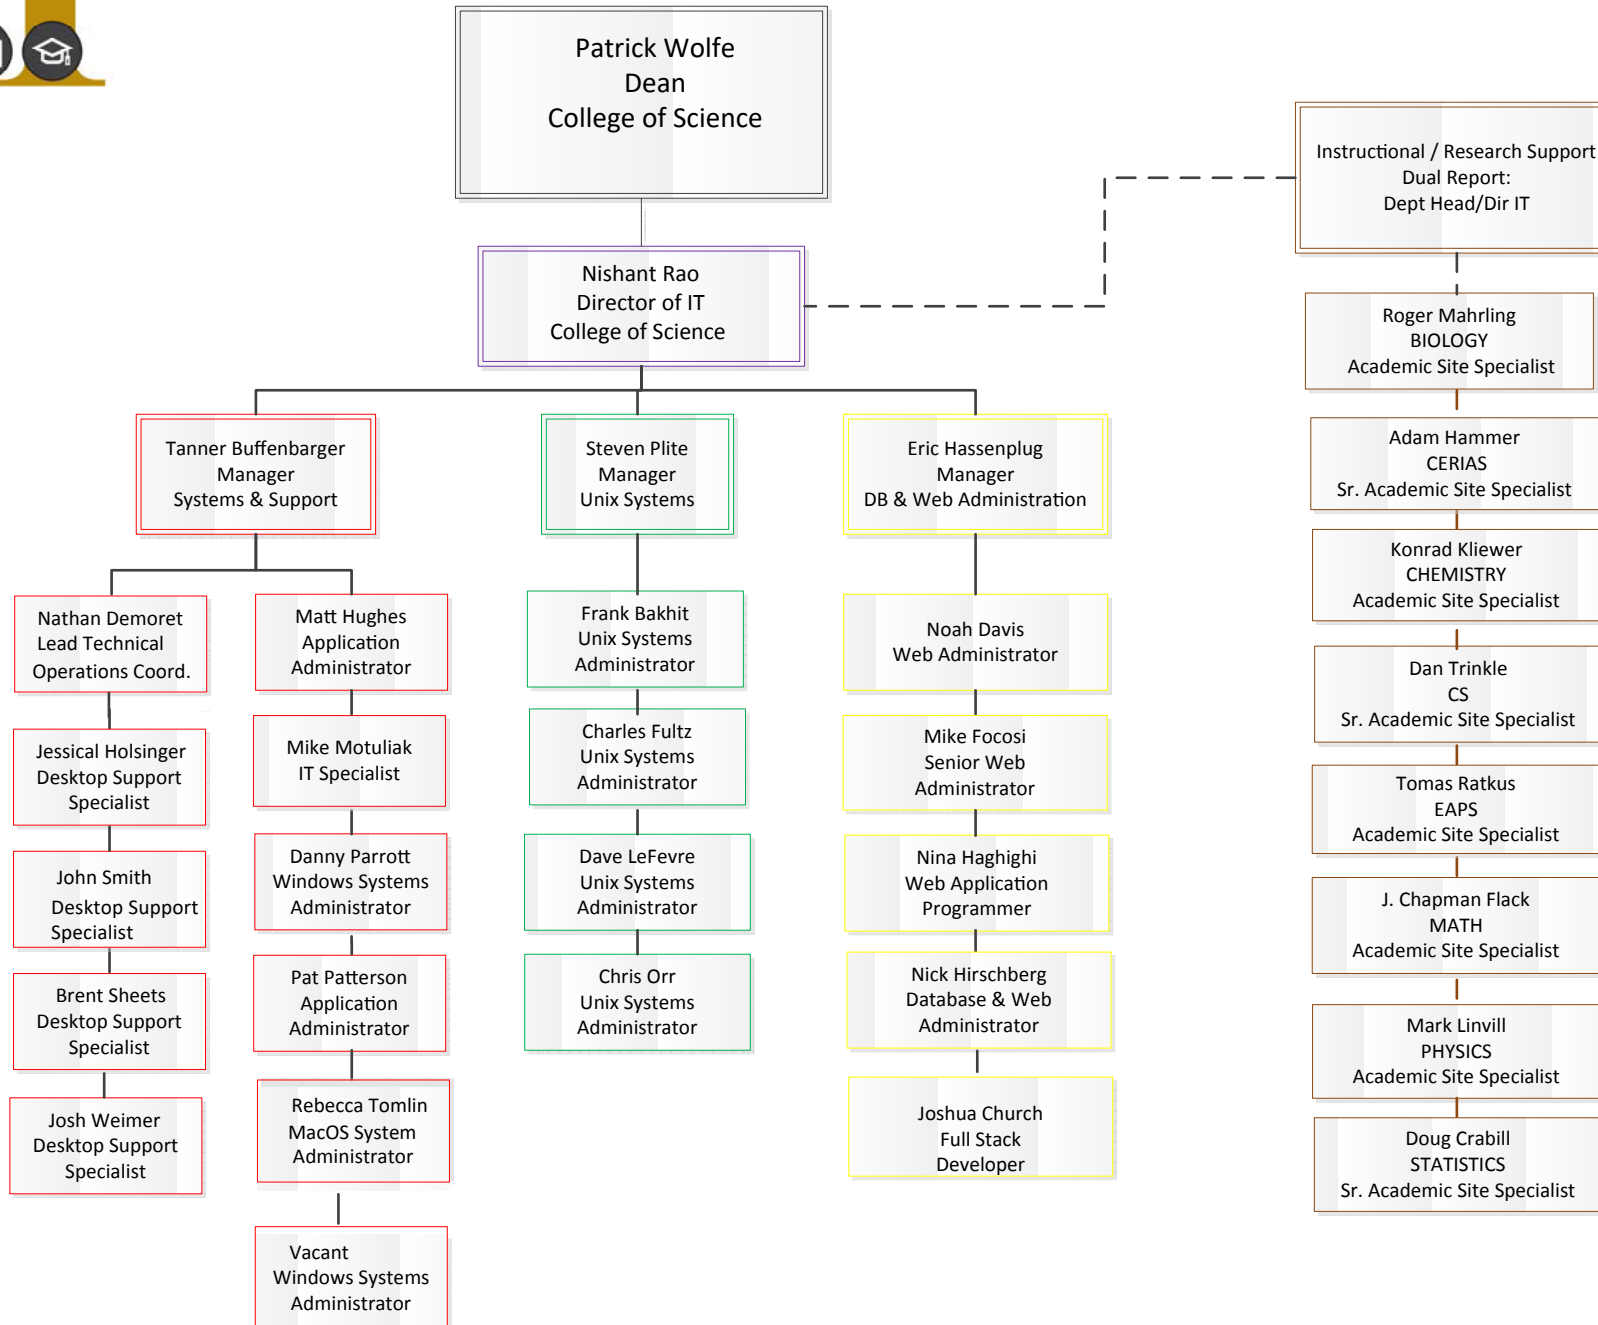 Patrick Wolfe
Dean
College of Science
Nishant Rao
Director of IT
College of Science
Instructional / Research Support
Dual Report:
Dept Head/Dir IT
Tanner Buffenbarger
Manager
Systems & Support
Nathan Demoret
Lead Technical
Operations Coord.
Jessical Holsinger
Desktop Support
Specialist
John Smith
Desktop Support
Specialist
Brent Sheets
Desktop Support
Specialist
Josh Weimer
Desktop Support
Specialist
Matt Hughes
Application
Administrator
Mike Motuliak
IT Specialist
Danny Parrott
Windows Systems
Administrator
Pat Patterson
Application
Administrator
Rebecca Tomlin
MacOS System
Administrator
Vacant
Windows Systems
Administrator
Steven Plite
Manager
Unix Systems
Frank Bakhit
Unix Systems
Administrator
Charles Fultz
Unix Systems
Administrator
Dave LeFevre
Unix Systems
Administrator
Chris Orr
Unix Systems
Administrator
Eric Hassenplug
Manager
DB & Web Administration
Noah Davis
Web Administrator
Mike Focosi
Senior Web
Administrator
Nina Haghighi
Web Application
Programmer
Nick Hirschberg
Database & Web
Administrator
Joshua Church
Full Stack
Developer
Roger Mahrling
BIOLOGY
Academic Site Specialist
Adam Hammer
CERIAS
Sr. Academic Site Specialist
Konrad Kliewer
CHEMISTRY
Academic Site Specialist
Dan Trinkle
CS
Sr. Academic Site Specialist
Tomas Ratkus
EAPS
Academic Site Specialist
J. Chapman Flack
MATH
Academic Site Specialist
Mark Linvill
PHYSICS
Academic Site Specialist
Doug Crabill
STATISTICS
Sr. Academic Site Specialist